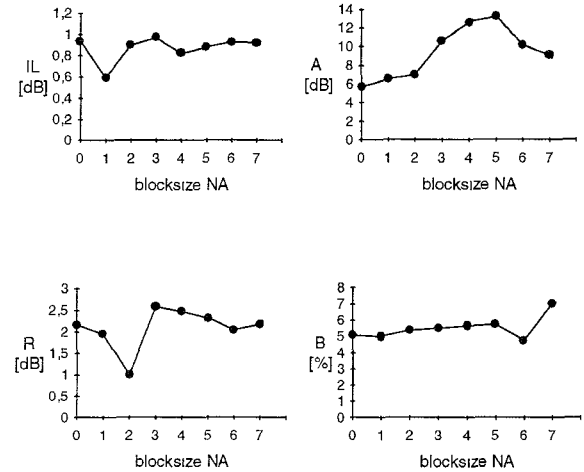 1,2
1
IL 0,8
[dB] 0,6
0,4
0,2
0
0 1 2 3 4 5 6 7
blocksize NA
14
12
A 10
[dB] 8
6
4
2
0
0 1 2 3 4 5 6 7
blocksize NA
3
2,5
R 2
[dB] 1,5
1
0,5
0
0 1 2 3 4 5 6 7
blocksize NA
8
7
6
B 5
[%] 4
3
2
1
0
0 1 2 3 4 5 6 7
blocksize NA